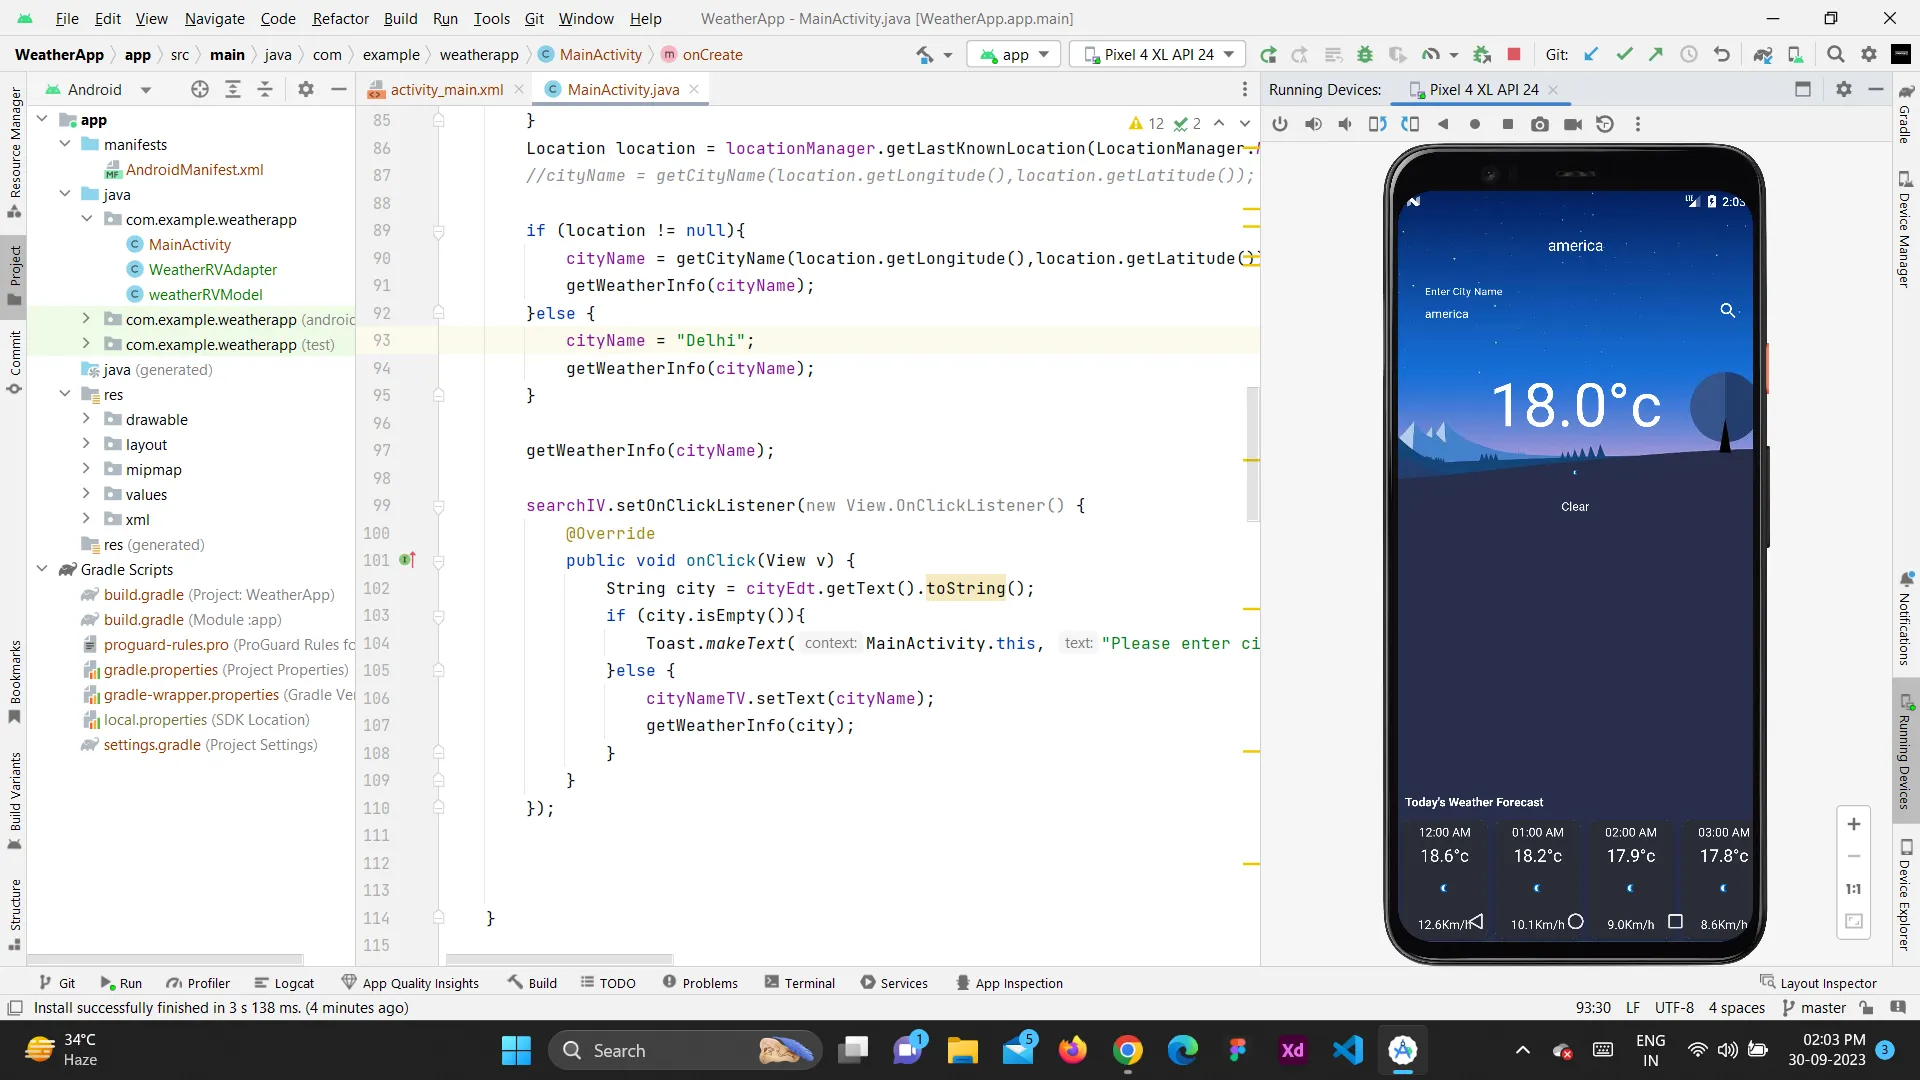 File Edit View Navigate Code Refactor Build Run Tools Git Window Help WeatherApp - MainActivity.java [WeatherApp.app.main]
WeatherApp app src main java com example weatherapp C MainActivity m onCreate app Pixel 4 XL API 24 Git:
Android activity_main.xml C MainActivity.java Running Devices: Pixel 4 XL API 24
Resource Manager
Project
Commit
Bookmarks
Build Variants
Structure
app
manifests
MF AndroidManifest.xml
java
com.example.weatherapp
C MainActivity
C WeatherRVAdapter
C weatherRVModel
com.example.weatherapp (androic
com.example.weatherapp (test)
java (generated)
res
drawable
layout
mipmap
values
xml
res (generated)
Gradle Scripts
build.gradle (Project: WeatherApp)
build.gradle (Module :app)
proguard-rules.pro (ProGuard Rules fo
gradle.properties (Project Properties)
gradle-wrapper.properties (Gradle Ver
local.properties (SDK Location)
settings.gradle (Project Settings)
12 2
85 }
86 Location location = locationManager.getLastKnownLocation(LocationManager.
87 //cityName = getCityName(location.getLongitude(),location.getLatitude());
88
89 if (location != null){
90 cityName = getCityName(location.getLongitude(),location.getLatitude()
91 getWeatherInfo(cityName);
92 }else {
93 cityName = "Delhi";
94 getWeatherInfo(cityName);
95 }
96
97 getWeatherInfo(cityName);
98
99 searchIV.setOnClickListener(new View.OnClickListener() {
100 @Override
101 public void onClick(View v) {
102 String city = cityEdt.getText().toString();
103 if (city.isEmpty()){
104 Toast.makeText( context: MainActivity.this, text: "Please enter ci
105 }else {
106 cityNameTV.setText(cityName);
107 getWeatherInfo(city);
108 }
109 }
110 });
111
112
113
114 }
115
LTE 2:03
america
Enter City Name
america
18.0°c
Clear
Today's Weather Forecast
12:00 AM 01:00 AM 02:00 AM 03:00 AM
18.6°c 18.2°c 17.9°c 17.8°c
12.6Km/h 10.1Km/h 9.0Km/h 8.6Km/h
1:1
Gradle
Device Manager
Notifications
Running Devices
Device Explorer
Git Run Profiler Logcat App Quality Insights Build TODO Problems Terminal Services App Inspection Layout Inspector
Install successfully finished in 3 s 138 ms. (4 minutes ago) 93:30 LF UTF-8 4 spaces master
34°C
Haze
Search
1
5
Xd
ENG
IN
02:03 PM
30-09-2023
3